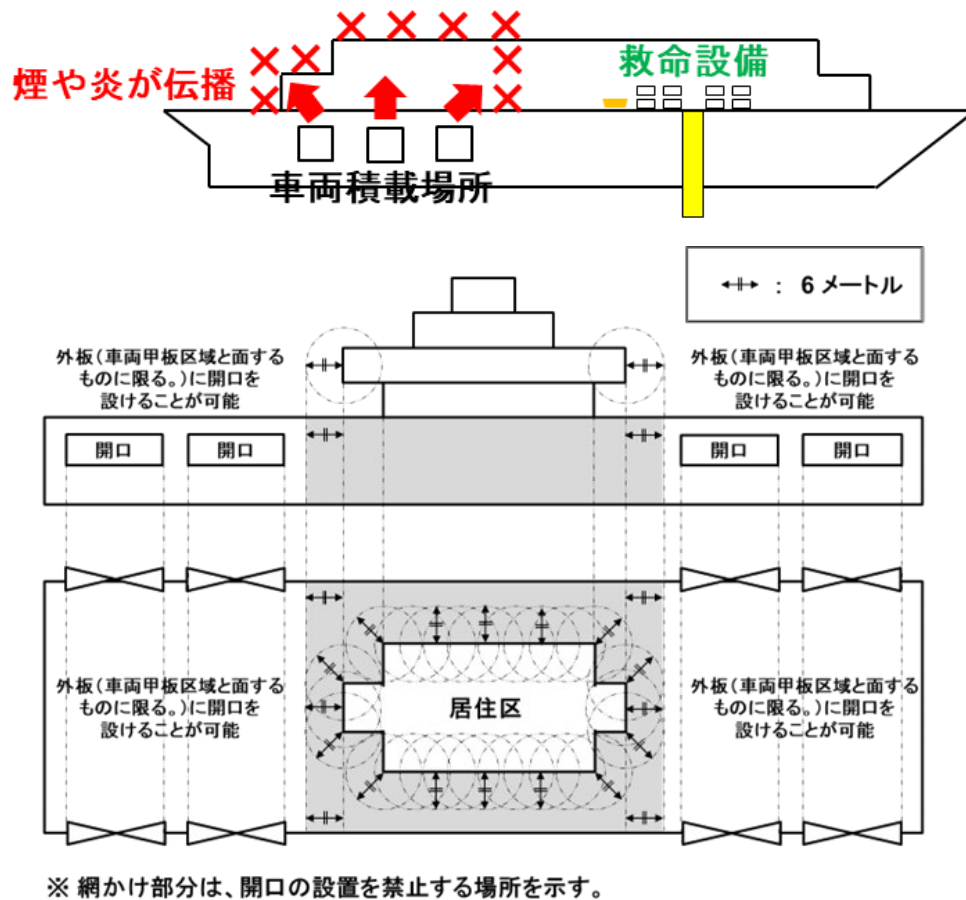 救命設備
煙や炎が伝播
車両積載場所
: 6 メートル
外板(車両甲板区域と面する
ものに限る。)に開口を
設けることが可能
外板(車両甲板区域と面する
ものに限る。)に開口を
設けることが可能
開口
開口
開口
開口
外板(車両甲板区域と面する
ものに限る。)に開口を
設けることが可能
居住区
外板(車両甲板区域と面する
ものに限る。)に開口を
設けることが可能
※ 網かけ部分は、開口の設置を禁止する場所を示す。